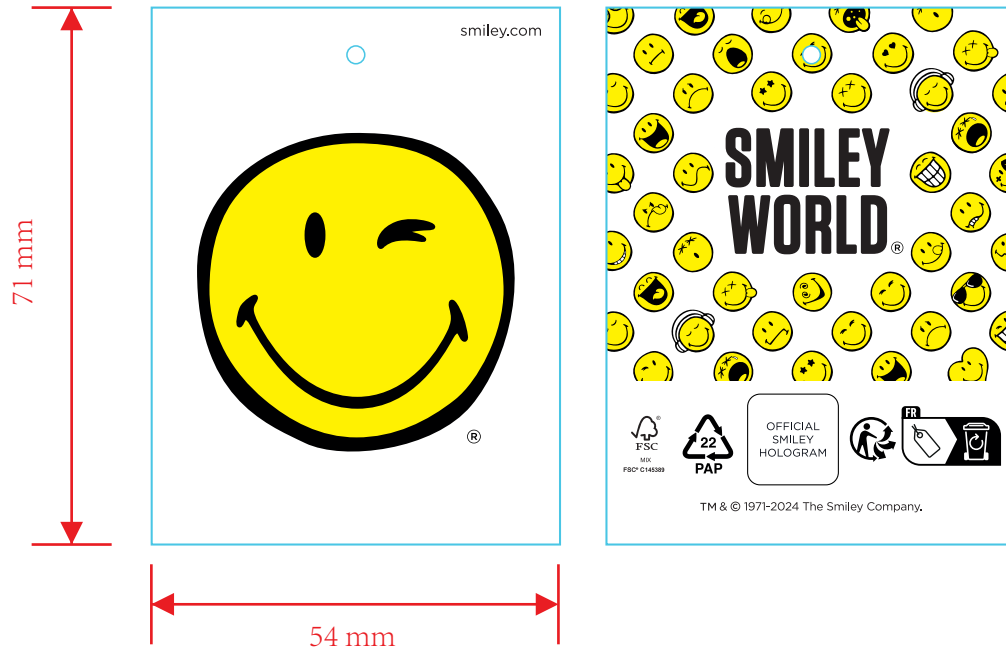 smiley.com
®
71 mm
54 mm
SMILEY
WORLD®
®
FSC
MIX
FSC® C145389
22
PAP
OFFICIAL
SMILEY
HOLOGRAM
FR
TM & © 1971-2024 The Smiley Company.